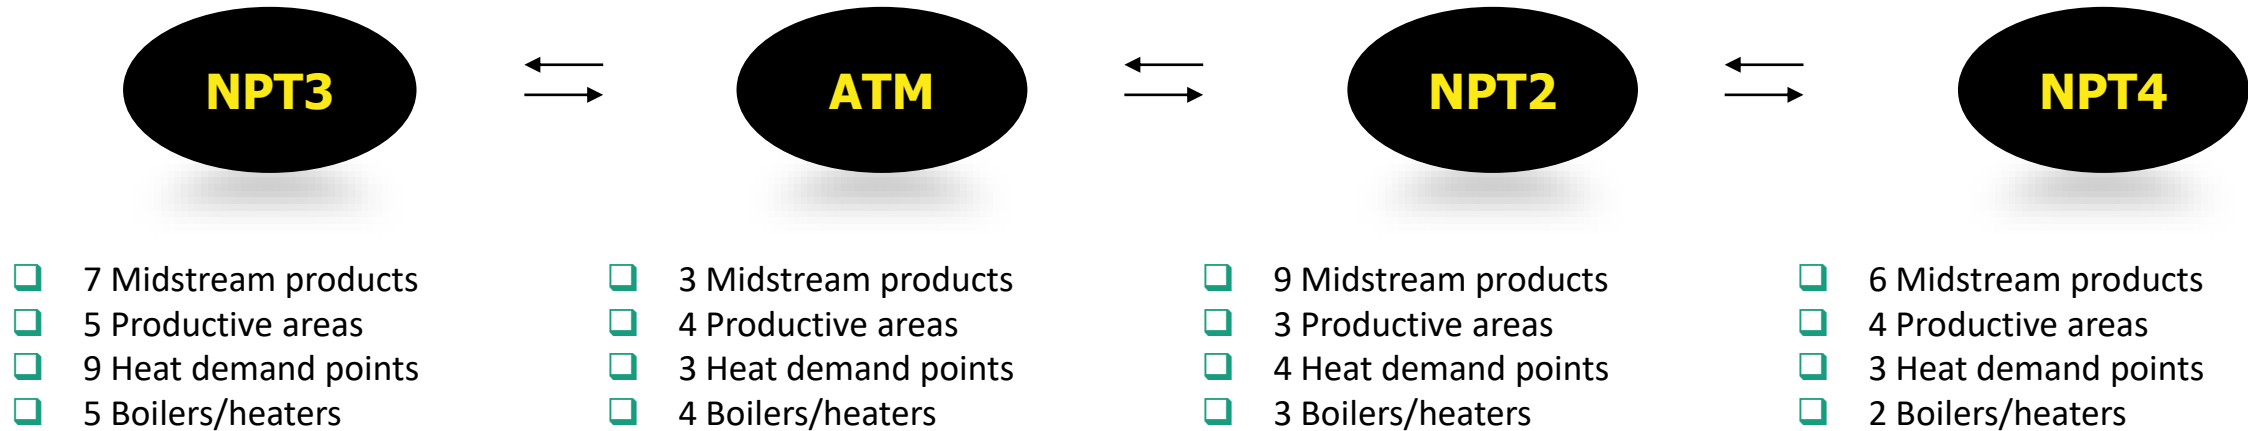 NPT3
ATM
NPT2
NPT4
7 Midstream products
5 Productive areas
9 Heat demand points
5 Boilers/heaters
3 Midstream products
4 Productive areas
3 Heat demand points
4 Boilers/heaters
9 Midstream products
3 Productive areas
4 Heat demand points
3 Boilers/heaters
6 Midstream products
4 Productive areas
3 Heat demand points
2 Boilers/heaters